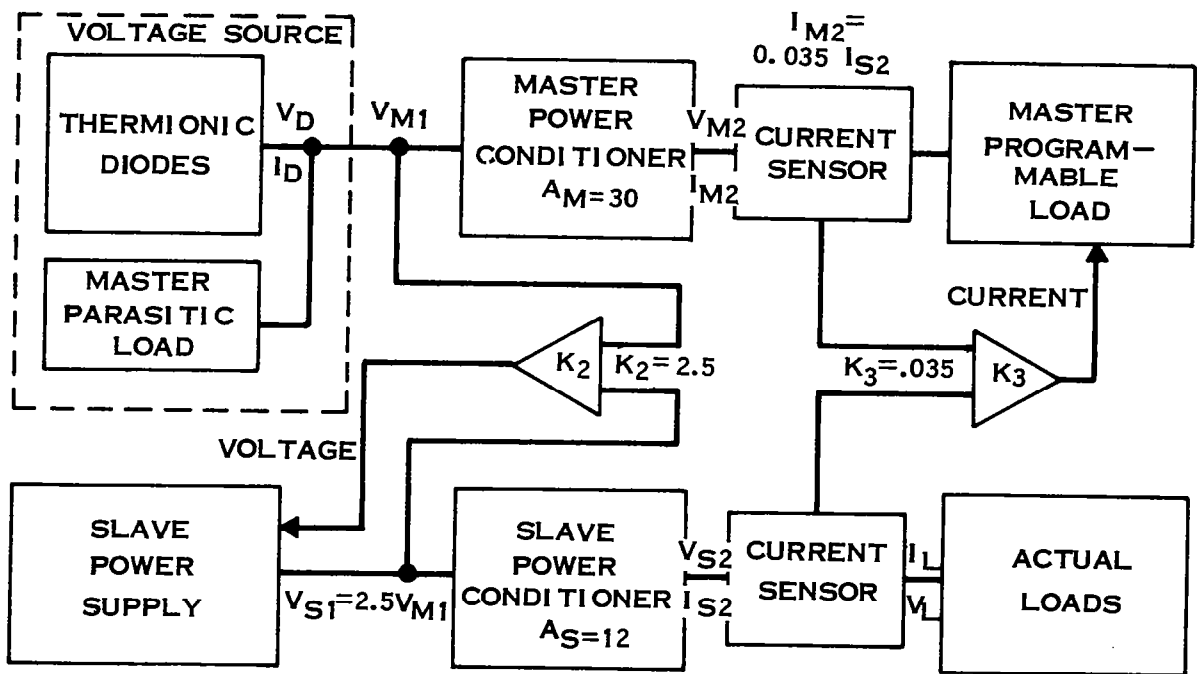 VOLTAGE SOURCE
THERMIONIC
DIODES
V_D
I_D
MASTER
PARASITIC
LOAD
V_M1
MASTER
POWER
CONDITIONER
A_M=30
V_M2
I_M2
I_M2=
0.035 I_S2
CURRENT
SENSOR
MASTER
PROGRAM-
MABLE
LOAD
CURRENT
K_2
K_2=2.5
K_3=.035
K_3
VOLTAGE
SLAVE
POWER
SUPPLY
V_S1=2.5V_M1
SLAVE
POWER
CONDITIONER
A_S=12
V_S2
I_S2
CURRENT
SENSOR
I_L
V_L
ACTUAL
LOADS